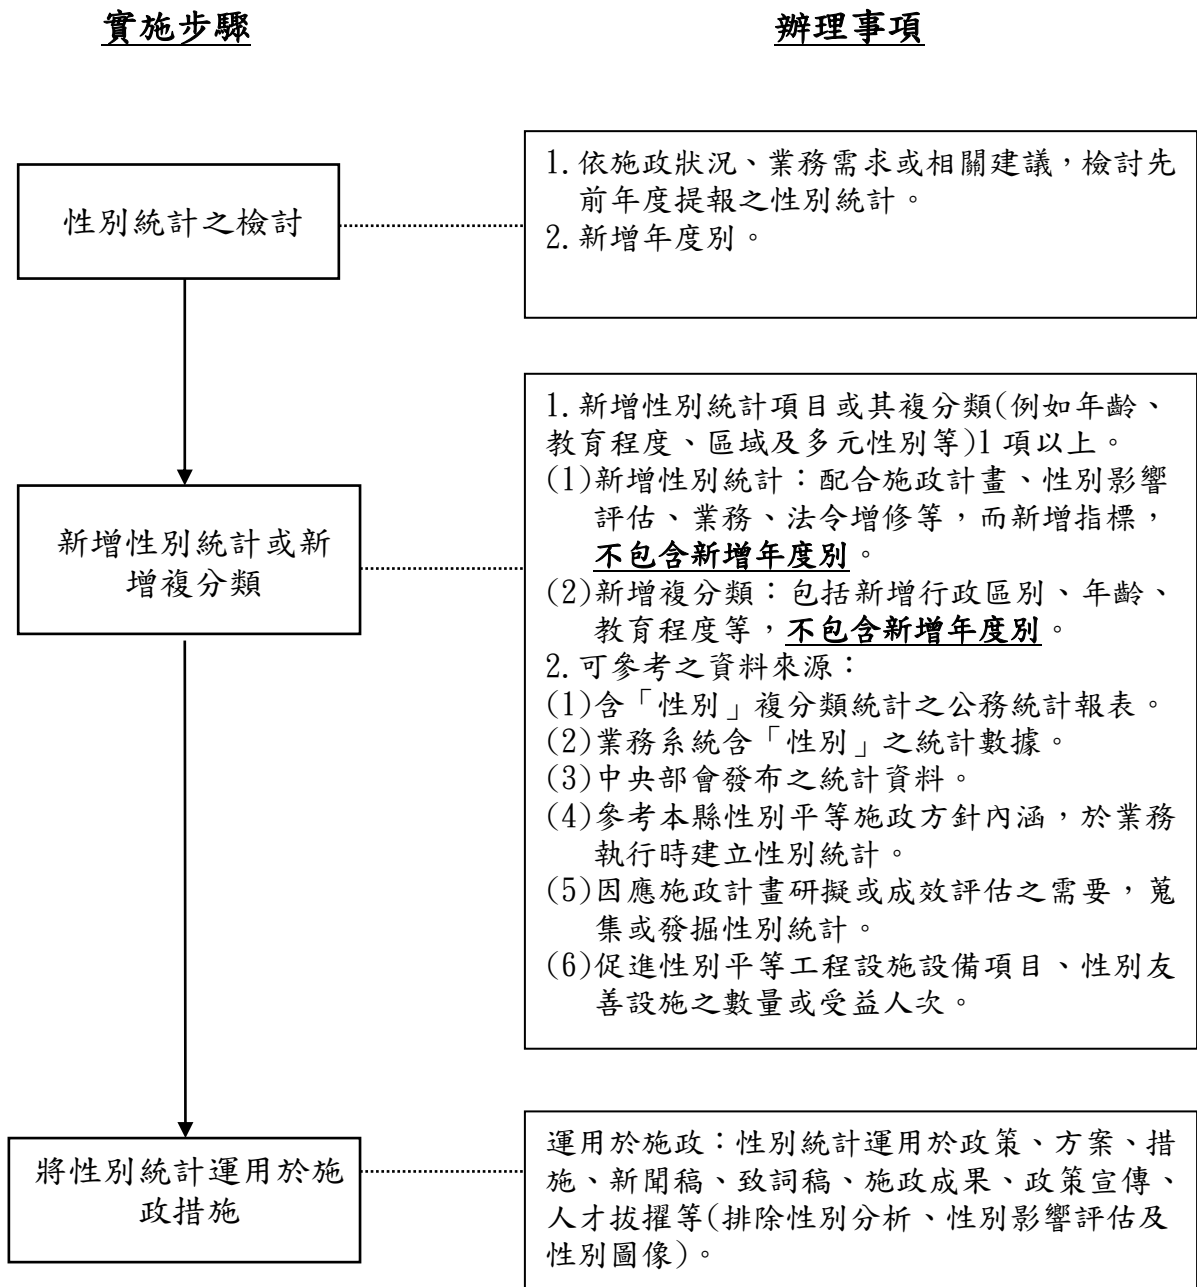 實施步驟
辦理事項
性別統計之檢討
1.依施政狀況、業務需求或相關建議,檢討先
前年度提報之性別統計。
2.新增年度別。
新增性別統計或新
增複分類
1.新增性別統計項目或其複分類(例如年齡、
教育程度、區域及多元性別等)1 項以上。
(1)新增性別統計:配合施政計畫、性別影響
評估、業務、法令增修等,而新增指標,
不包含新增年度別。
(2)新增複分類:包括新增行政區別、年齡、
教育程度等,不包含新增年度別。
2.可參考之資料來源:
(1)含「性別」複分類統計之公務統計報表。
(2)業務系統含「性別」之統計數據。
(3)中央部會發布之統計資料。
(4)參考本縣性別平等施政方針內涵,於業務
執行時建立性別統計。
(5)因應施政計畫研擬或成效評估之需要,蒐
集或發掘性別統計。
(6)促進性別平等工程設施設備項目、性別友
善設施之數量或受益人次。
將性別統計運用於施
政措施
運用於施政:性別統計運用於政策、方案、措
施、新聞稿、致詞稿、施政成果、政策宣傳、
人才拔擢等(排除性別分析、性別影響評估及
性別圖像)。